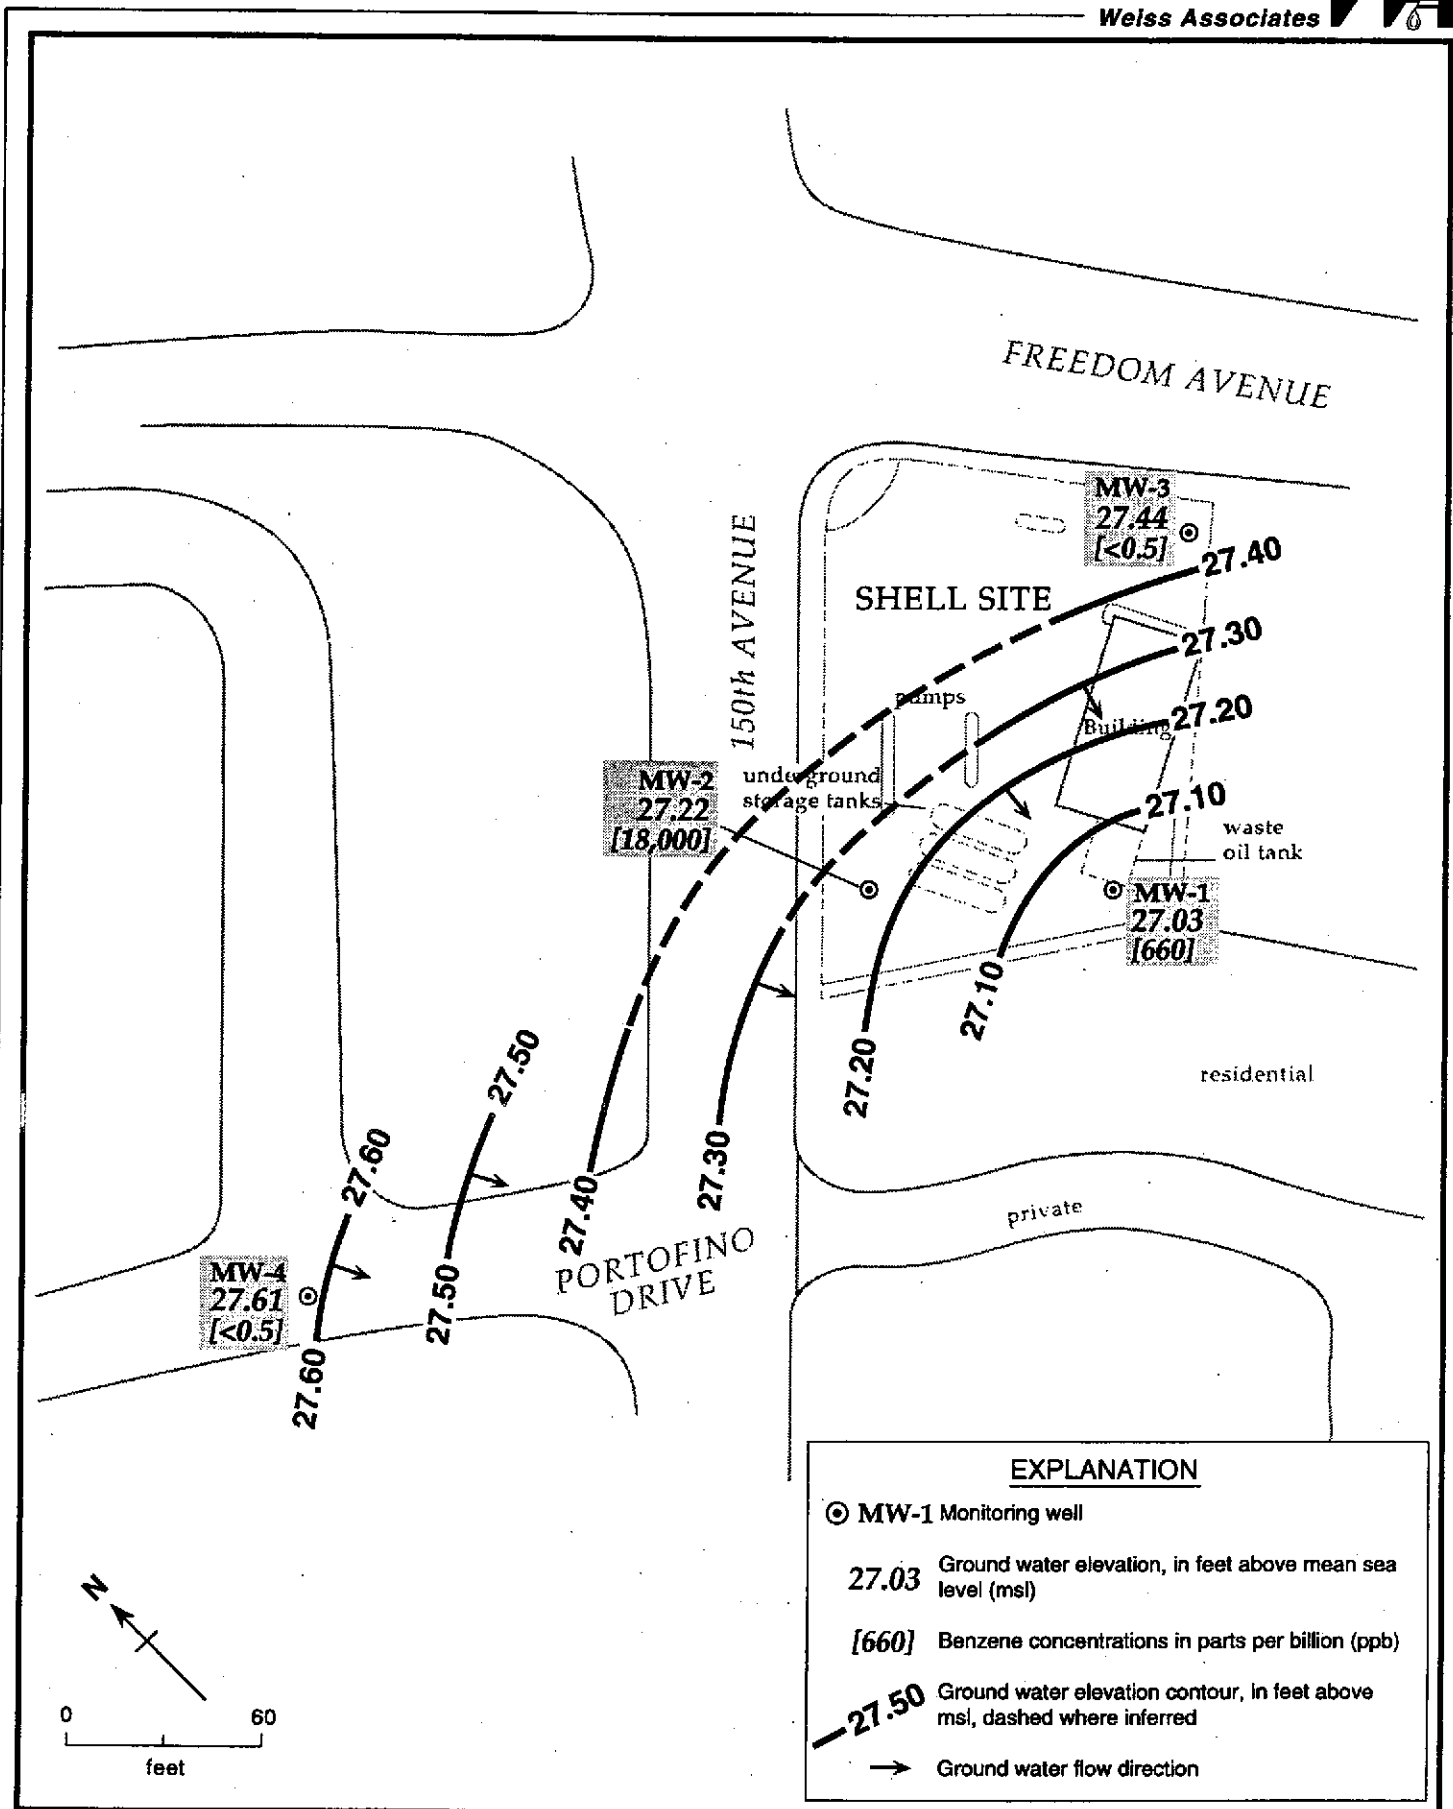 Weiss Associates
FREEDOM AVENUE
150th AVENUE
MW-3
27.44
[<0.5]
27.40
SHELL SITE
27.30
pumps
27.20
Building
MW-2
27.22
[18,000]
underground
storage tanks
27.10
waste
oil tank
MW-1
27.03
[660]
27.10
27.20
residential
27.50
27.60
27.30
27.40
private
PORTOFINO
DRIVE
MW-4
27.61
[<0.5]
27.50
27.60
EXPLANATION
MW-1 Monitoring well
27.03 Ground water elevation, in feet above mean sea
level (msl)
[660] Benzene concentrations in parts per billion (ppb)
27.50 Ground water elevation contour, in feet above
msl, dashed where inferred
Ground water flow direction
N
0 60
feet